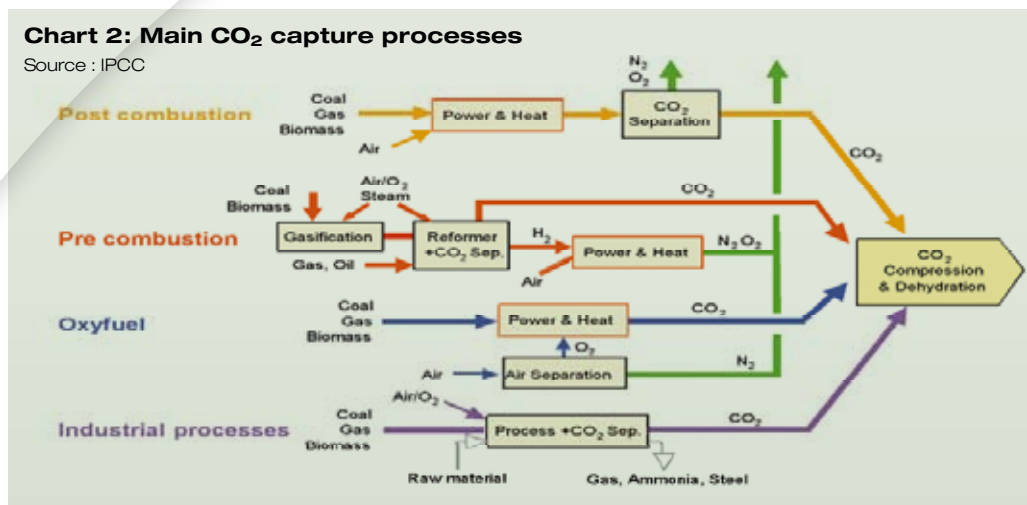 Chart 2: Main CO₂ capture processes
Source : IPCC
Post combustion
Coal
Gas
Biomass
Air
Power & Heat
N₂
O₂
CO₂
Separation
CO₂
Pre combustion
Coal
Biomass
Air/O₂
Steam
Gasification
Gas, Oil
Reformer
+CO₂ Sep.
H₂
Air
Power & Heat
N₂ O₂
CO₂
CO₂
Compression
& Dehydration
Oxyfuel
Coal
Gas
Biomass
Power & Heat
CO₂
O₂
Air
Air Separation
N₂
Industrial processes
Coal
Gas
Biomass
Air/O₂
Process +CO₂ Sep.
CO₂
Raw material
Gas, Ammonia, Steel